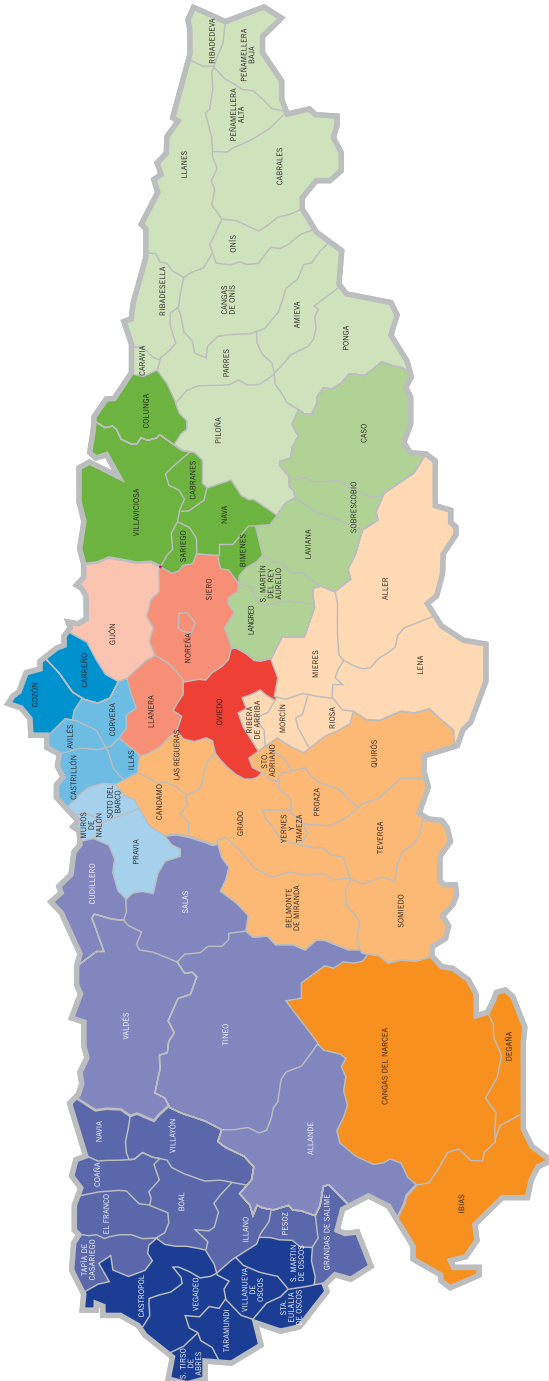 RIBADEDEVA
PEÑAMELLERA
BAJA
PEÑAMELLERA
ALTA
LLANES
CABRALES
ONÍS
RIBADESELLA
CANGAS
DE ONÍS
AMIEVA
PONGA
CARAVIA
PARRES
COLUNGA
PILOÑA
CASO
VILLAVICIOSA
CABRANES
NAVA
SARIEGO
BIMENES
SOBRESCOBIO
LAVIANA
S. MARTÍN
DEL REY
AURELIO
SIERO
ALLER
GIJÓN
NOREÑA
LANGREO
MIERES
LENA
CARREÑO
GOZÓN
CORVERA
LLANERA
OVIEDO
RIBERA
DE ARRIBA
MORCÍN
RIOSA
AVILÉS
ILLAS
LAS REGUERAS
STO
ADRIANO
QUIRÓS
CASTRILLÓN
SOTO DEL
BARCO
CANDAMO
PROAZA
MUROS
DE
NALÓN
GRADO
YERNES
Y
TAMEZA
TEVERGA
PRAVIA
CUDILLERO
SALAS
BELMONTE
DE MIRANDA
SOMIEDO
VALDÉS
TINEO
CANGAS DEL NARCEA
DEGAÑA
NAVIA
VILLAYÓN
ALLANDE
COAÑA
EL FRANCO
BOAL
IBIAS
ILLANO
PESOZ
GRANDAS DE SALIME
TAPIA DE
CASARIEGO
S. MARTIN
DE OSCOS
CASTROPOL
VEGADEO
VILLANUEVA
DE
OSCOS
STA.
EULALIA
DE OSCOS
TARAMUNDI
S. TIRSO
DE
ABRES